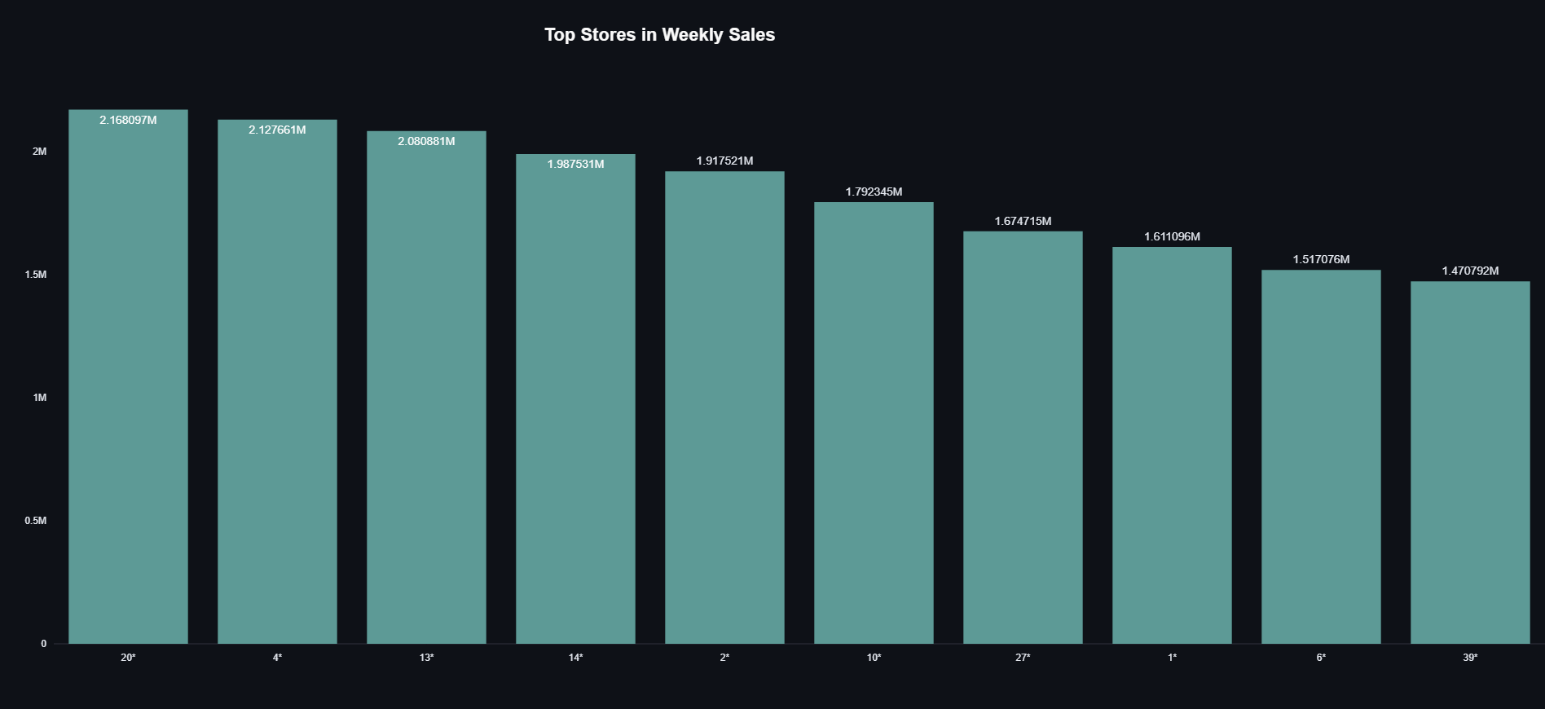 Top Stores in Weekly Sales
2.168097M
2.127661M
2.080881M
1.987531M
1.917521M
1.792345M
1.674715M
1.611096M
1.517076M
1.470792M
2M
1.5M
1M
0.5M
0
20* 4* 13* 14* 2* 10* 27* 1* 6* 39*